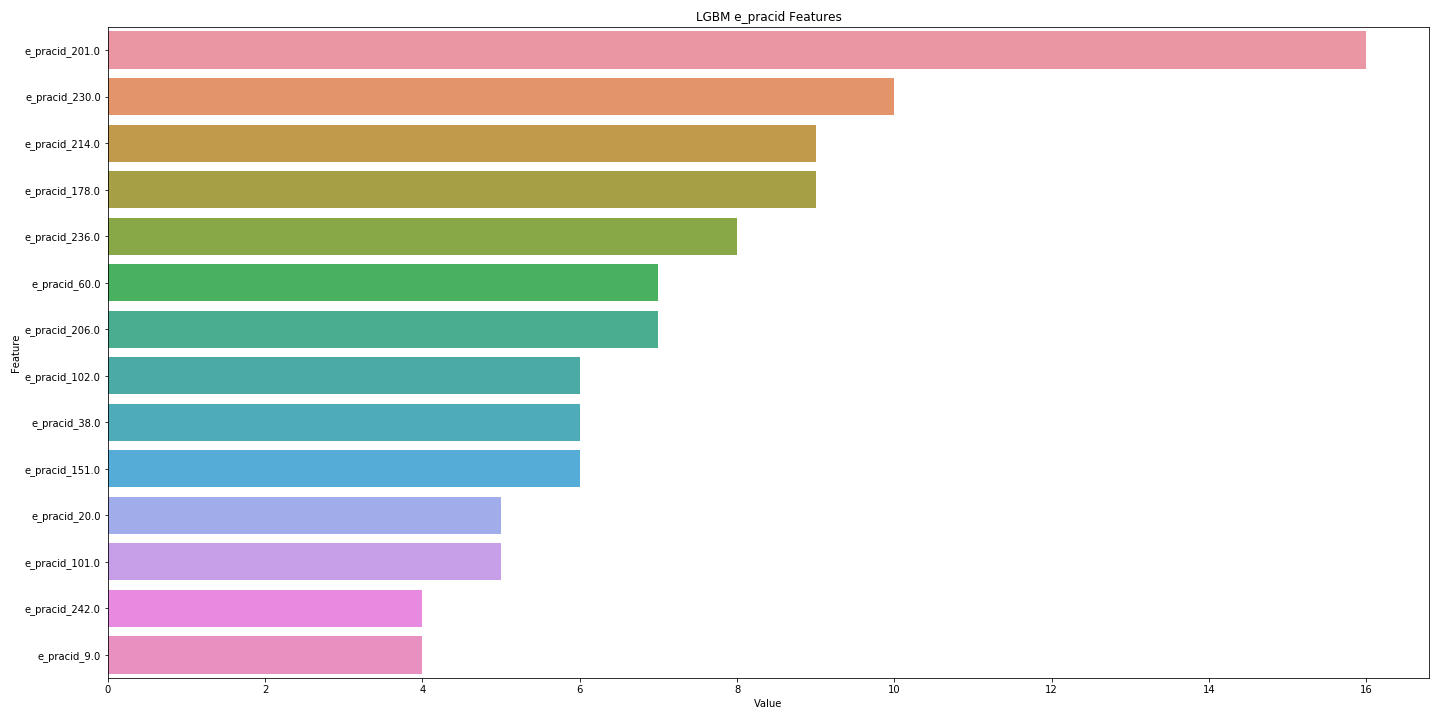 LGBM e_pracid Features
e_pracid_201.0
e_pracid_230.0
e_pracid_214.0
e_pracid_178.0
e_pracid_236.0
e_pracid_60.0
e_pracid_206.0
e_pracid_102.0
e_pracid_38.0
e_pracid_151.0
e_pracid_20.0
e_pracid_101.0
e_pracid_242.0
e_pracid_9.0
Feature
0 2 4 6 8 10 12 14 16
Value